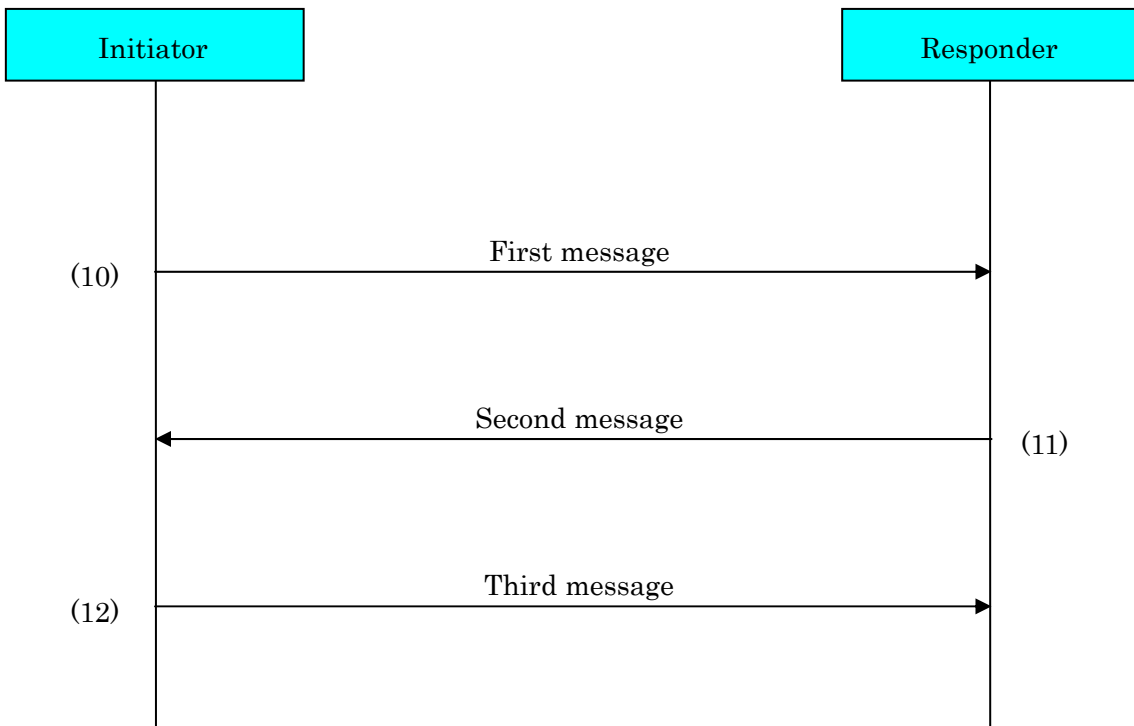 Initiator
Responder
First message
(10)
Second message
(11)
Third message
(12)